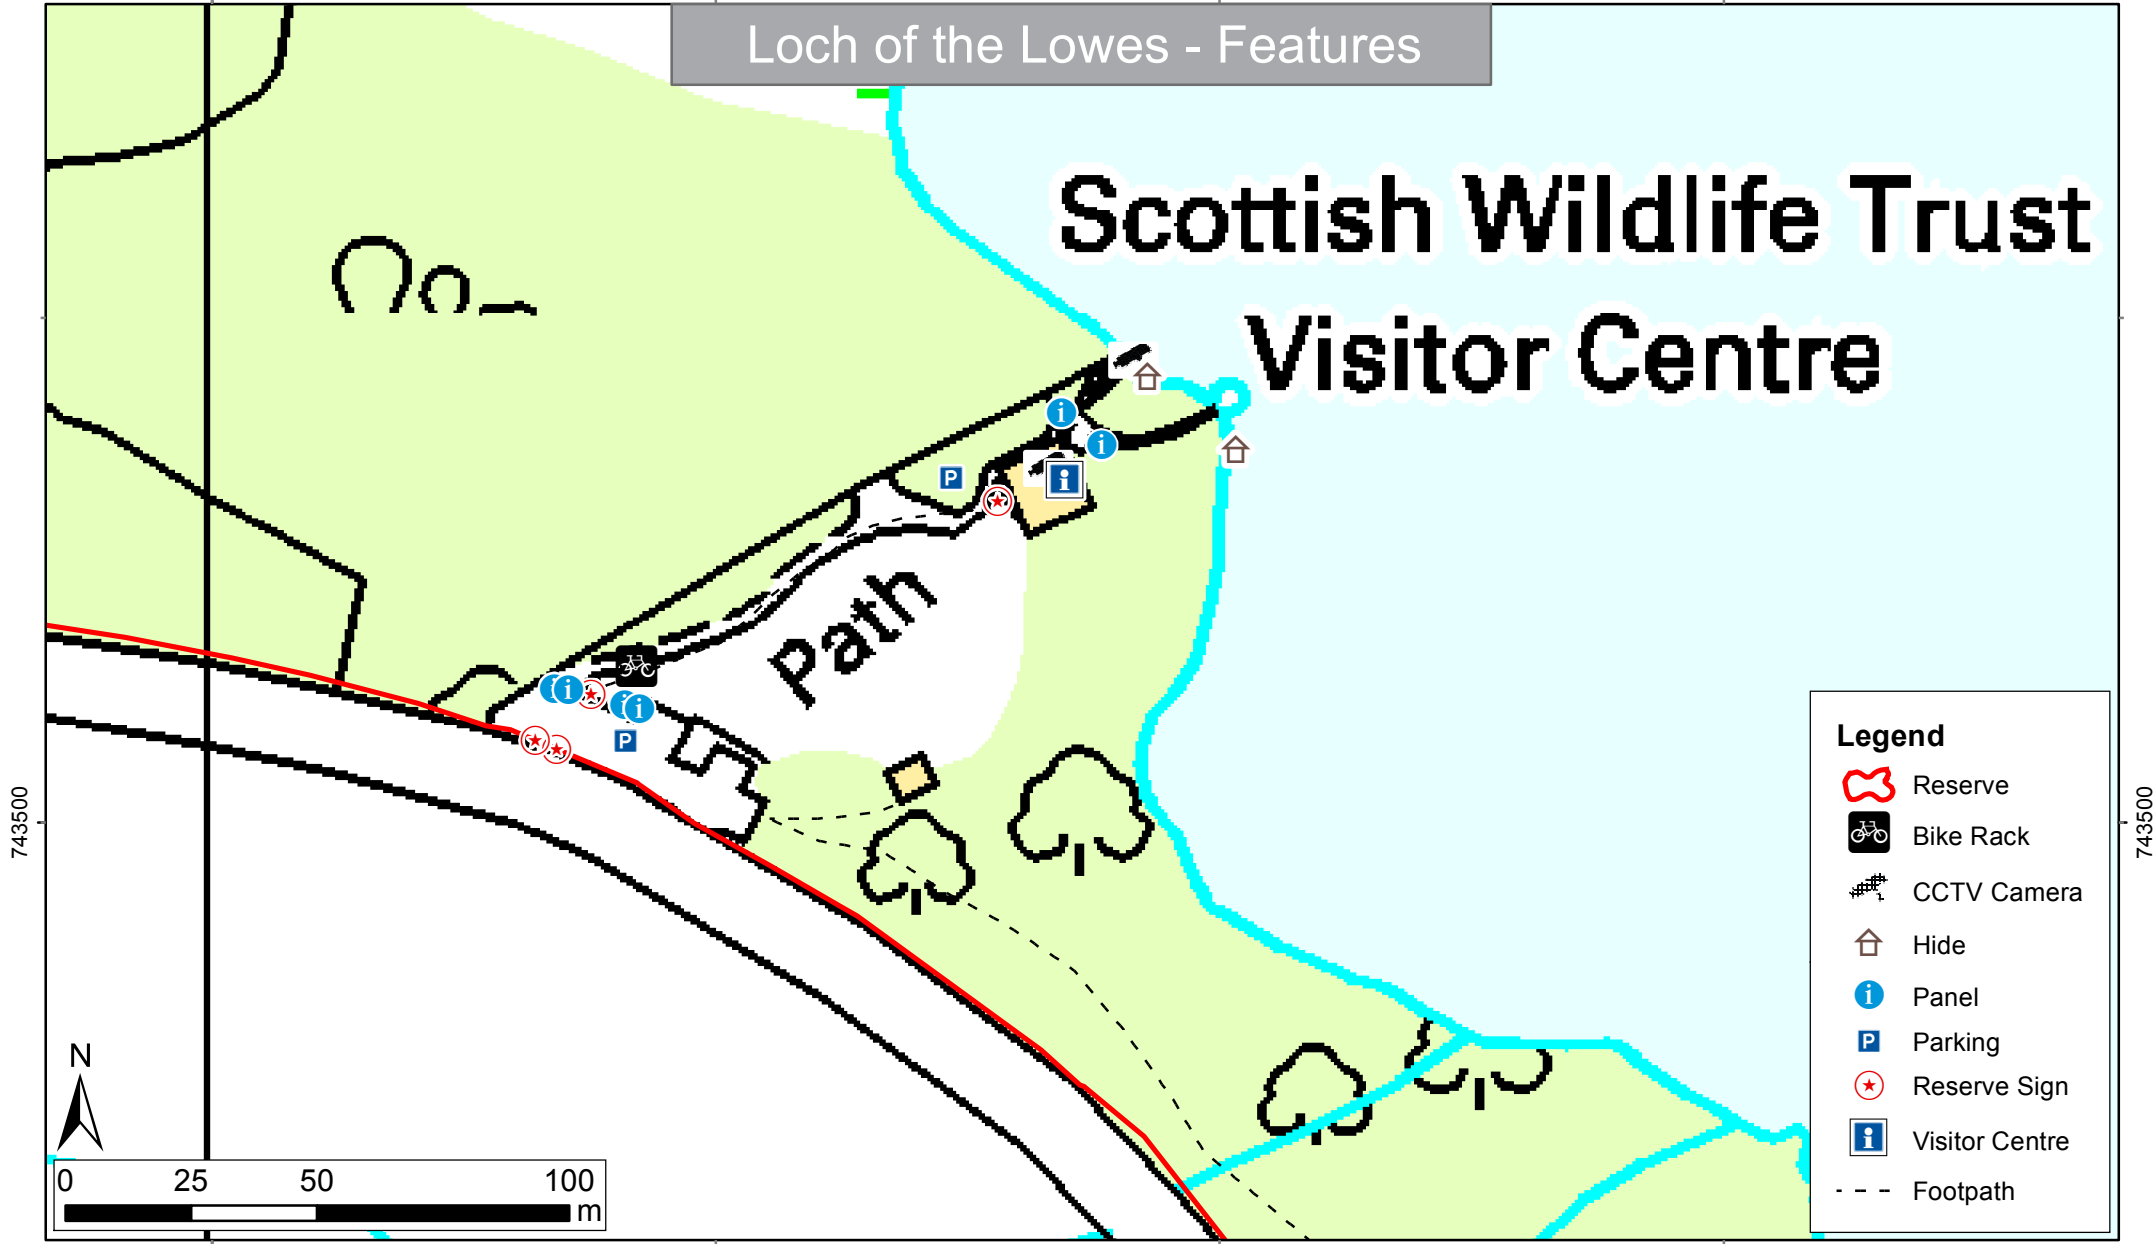 Loch of the Lowes - Features
Scottish Wildlife Trust
Visitor Centre
Path
743500
743500
Legend
Reserve
Bike Rack
CCTV Camera
Hide
Panel
Parking
Reserve Sign
Visitor Centre
Footpath
N
0 25 50 100
m
i
i
P
i
i
i
i
i
P
i
P
i